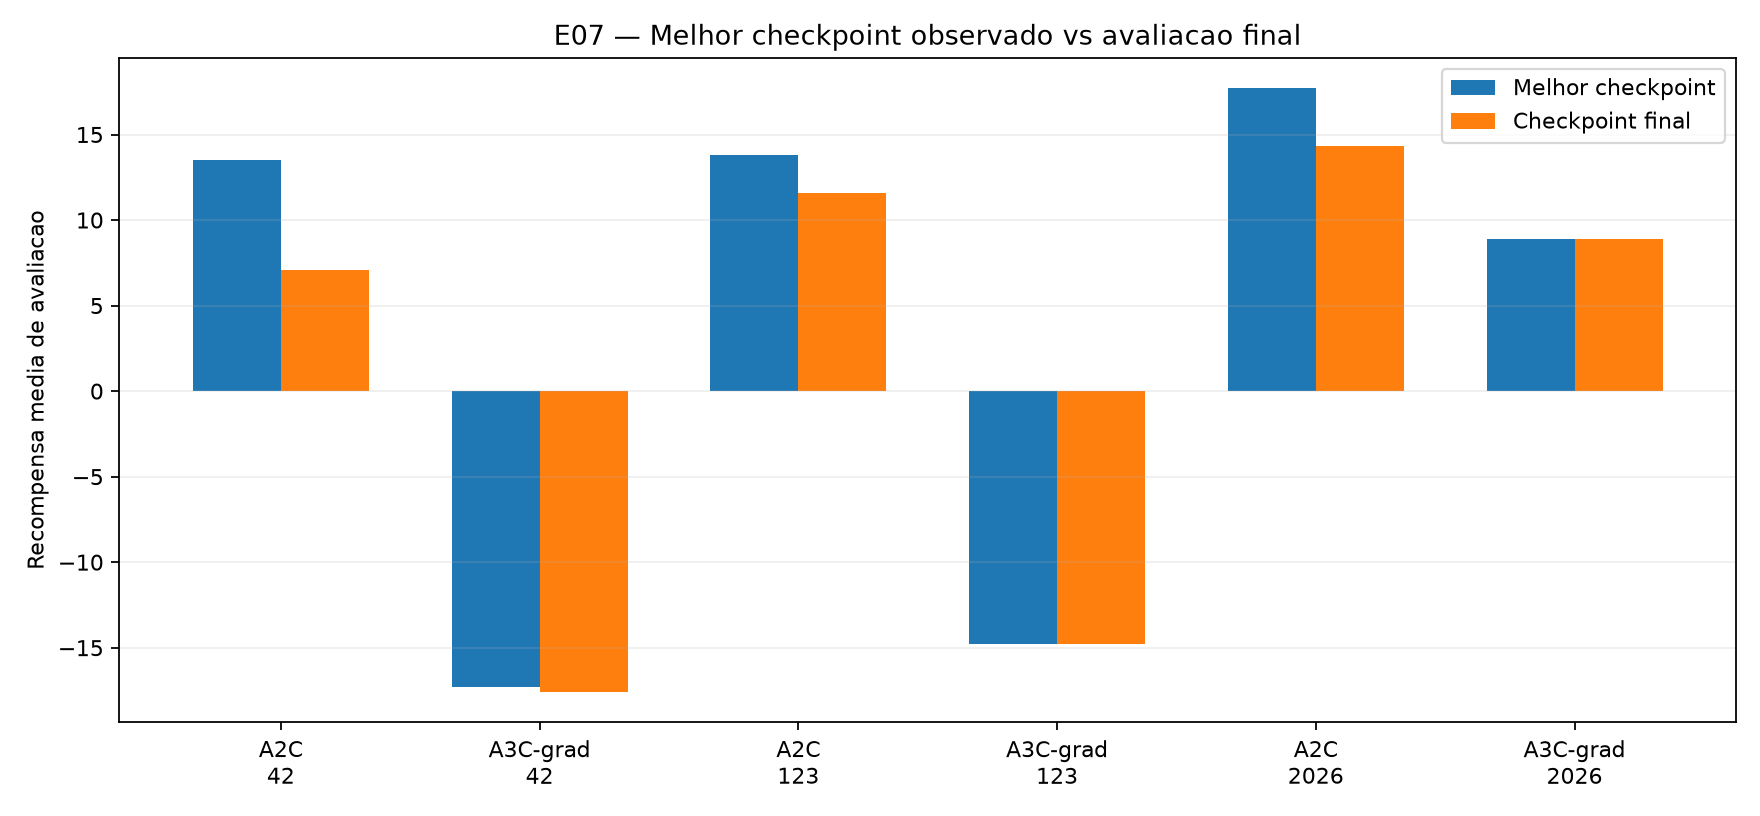 E07 — Melhor checkpoint observado vs avaliacao final
Melhor checkpoint
Checkpoint final
Recompensa media de avaliacao
15
10
5
0
−5
−10
−15
A2C
42
A3C-grad
42
A2C
123
A3C-grad
123
A2C
2026
A3C-grad
2026